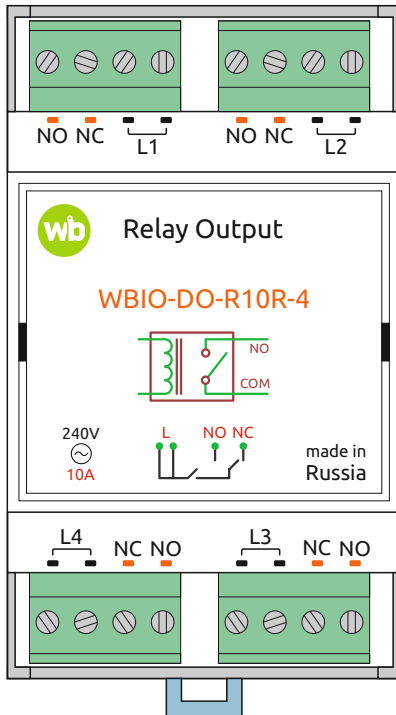 NO NC L1 NO NC L2
wb Relay Output
WBIO-DO-R10R-4
NO
COM
L NO NC
240V
10A
made in
Russia
L4 NC NO L3 NC NO